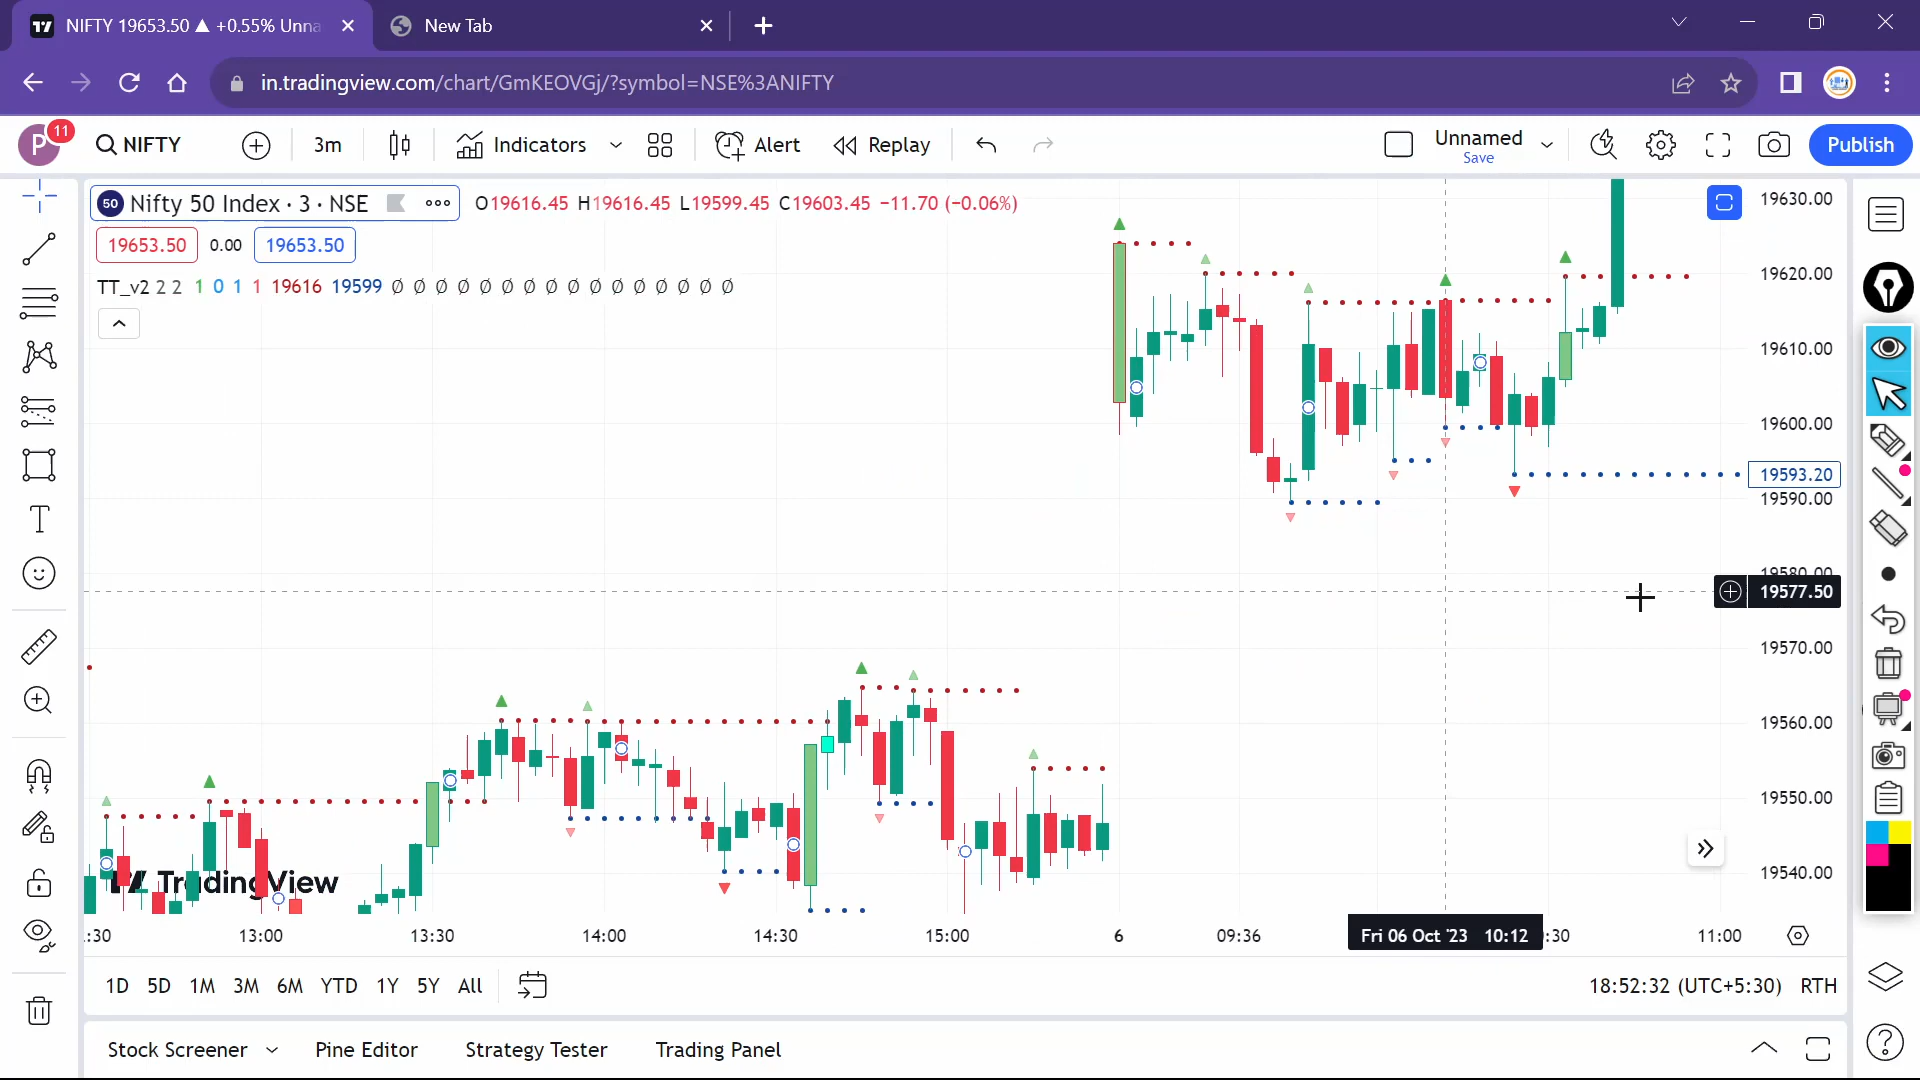 NIFTY 19653.50 ▲ +0.55% Unna
New Tab
in.tradingview.com/chart/GmKEOVGj/?symbol=NSE%3ANIFTY
P 11
NIFTY
3m
Indicators
Alert
Replay
Unnamed
Save
Publish
50 Nifty 50 Index · 3 · NSE
O19616.45 H19616.45 L19599.45 C19603.45 −11.70 (−0.06%)
19653.50 0.00 19653.50
TT_v2 2 2 1 0 1 1 19616 19599 ∅ ∅ ∅ ∅ ∅ ∅ ∅ ∅ ∅ ∅ ∅ ∅ ∅ ∅ ∅ ∅
19630.00
19620.00
19610.00
19600.00
19593.20
19590.00
19580.00
19577.50
19570.00
19560.00
19550.00
19540.00
TradingView
:30 13:00 13:30 14:00 14:30 15:00 6 09:36 Fri 06 Oct '23 10:12 :30 11:00
1D 5D 1M 3M 6M YTD 1Y 5Y All
18:52:32 (UTC+5:30) RTH
Stock Screener
Pine Editor
Strategy Tester
Trading Panel